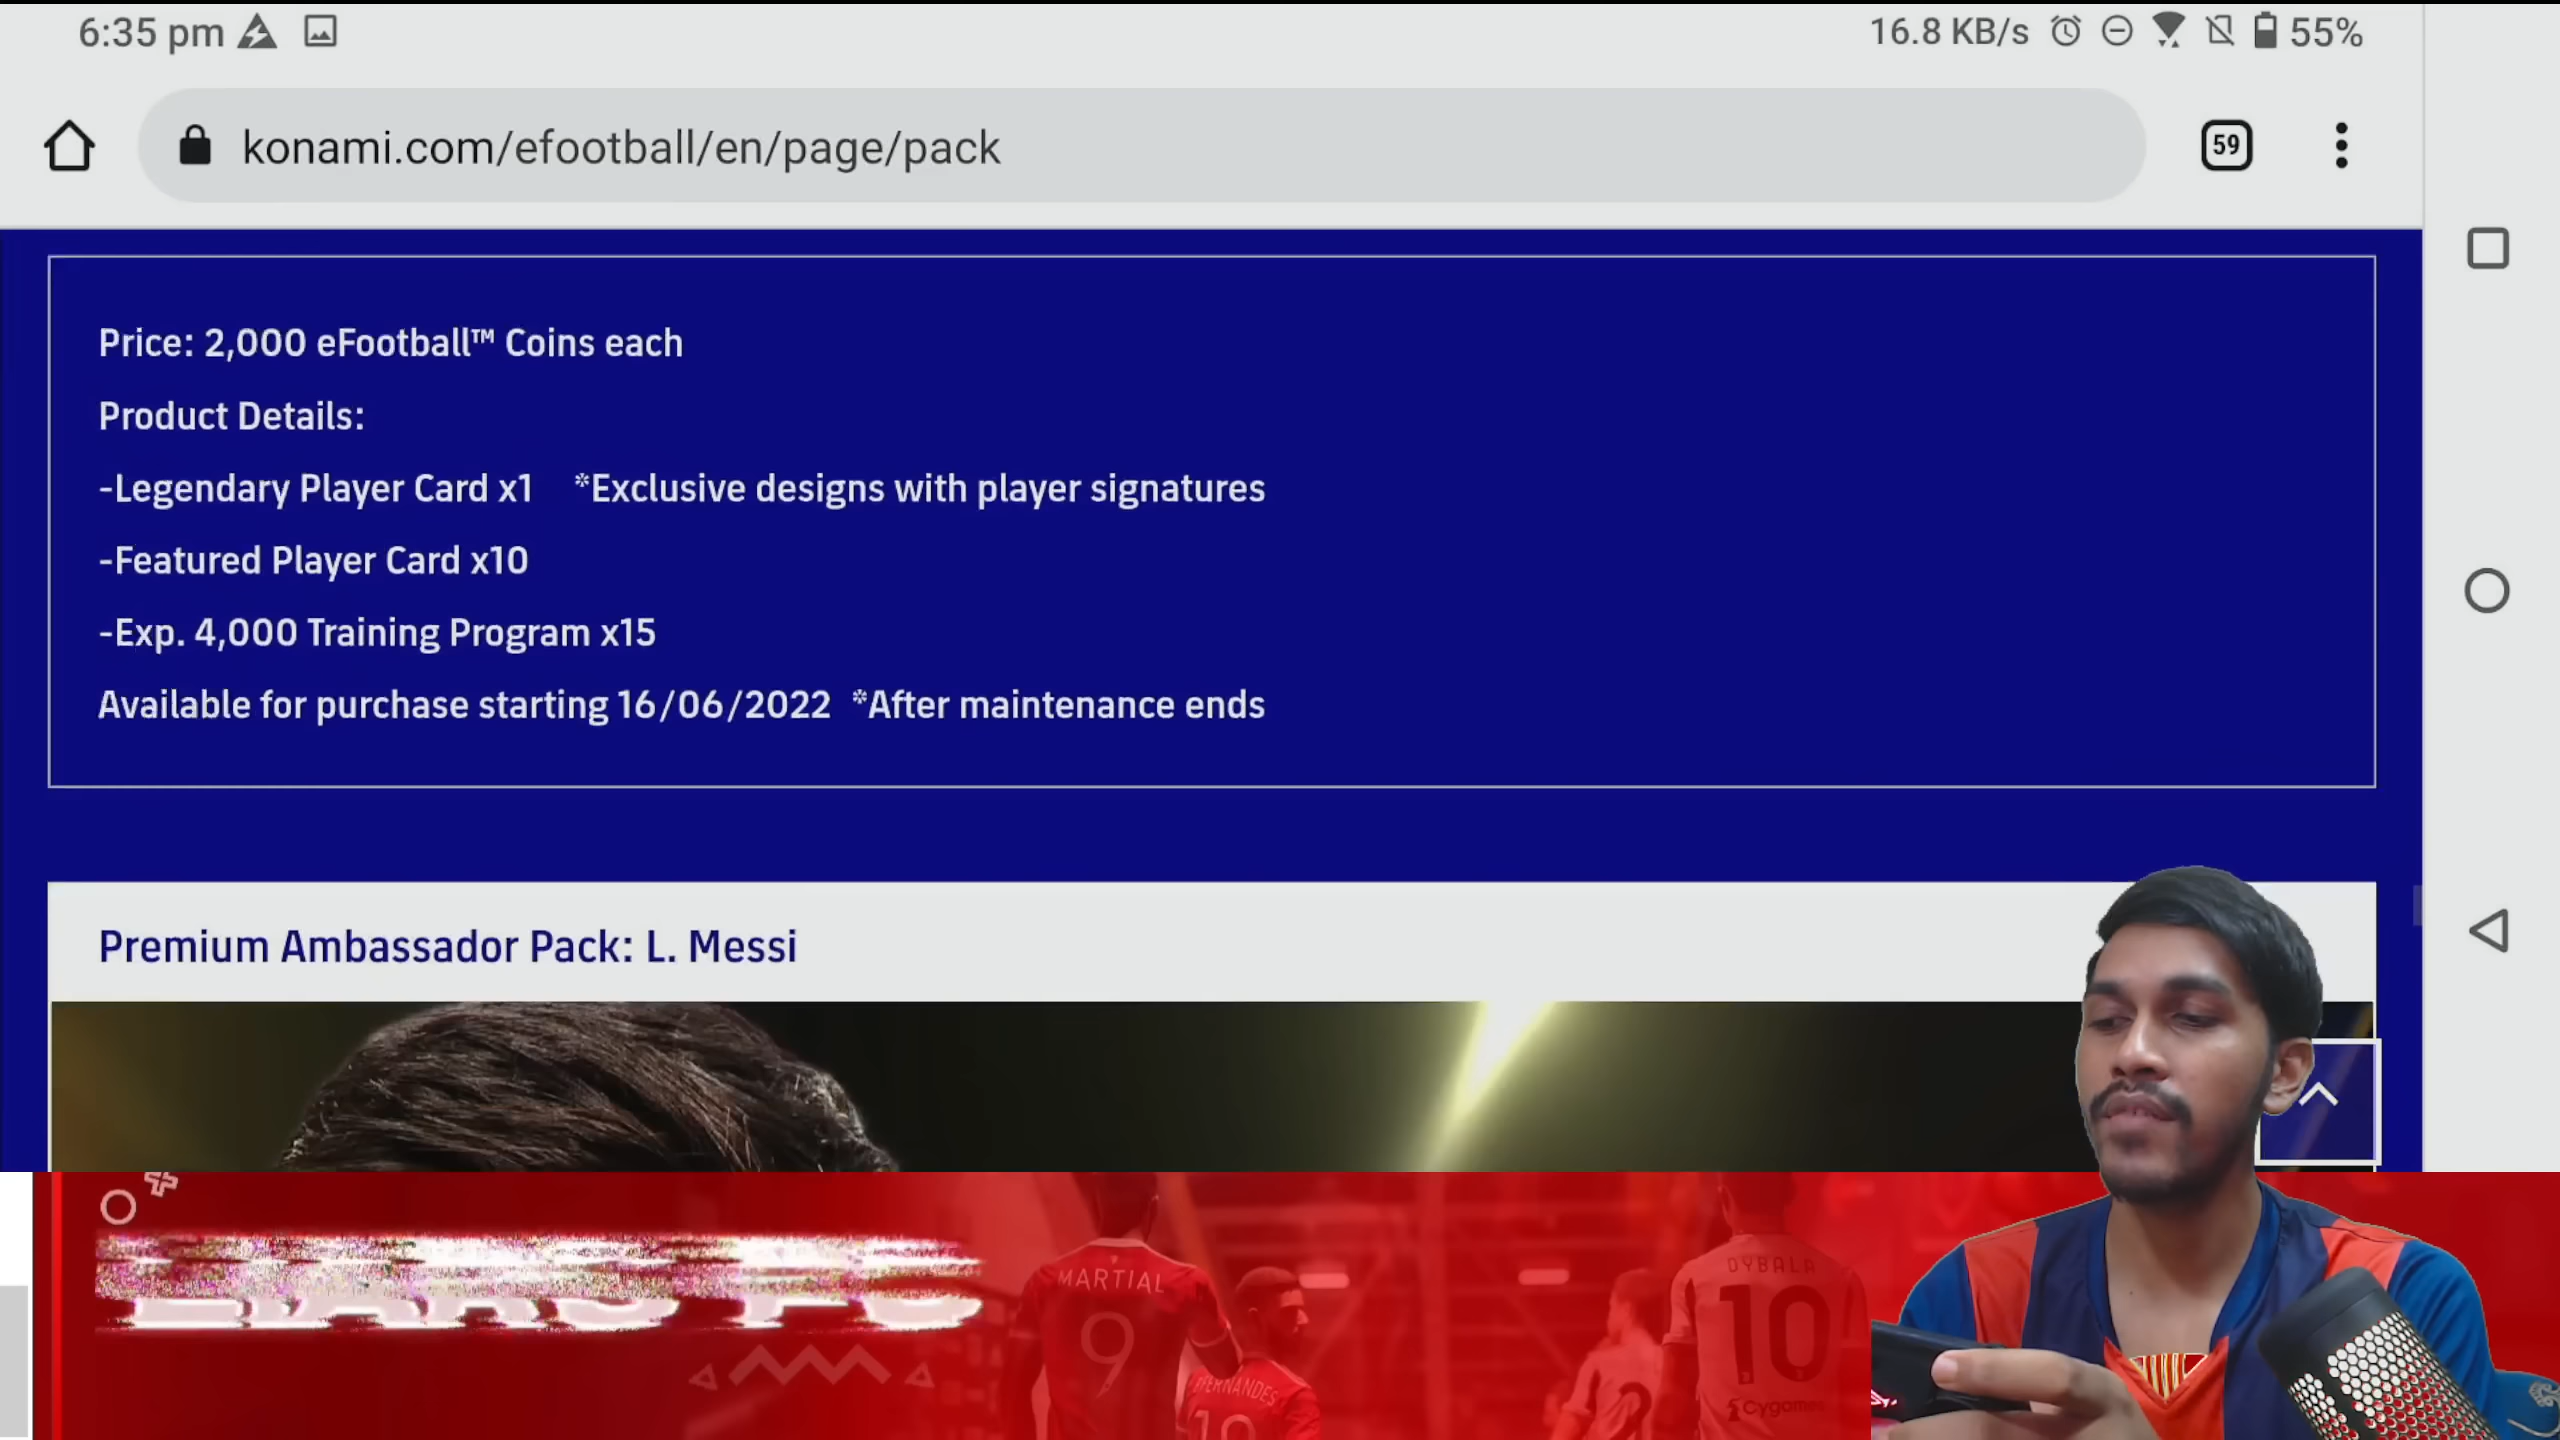 6:35 pm
16.8 KB/s
55%
konami.com/efootball/en/page/pack
59
Price: 2,000 eFootball™ Coins each
Product Details:
-Legendary Player Card x1 *Exclusive designs with player signatures
-Featured Player Card x10
-Exp. 4,000 Training Program x15
Available for purchase starting 16/06/2022 *After maintenance ends
Premium Ambassador Pack: L. Messi
MARTIAL
9
DYBALA
10